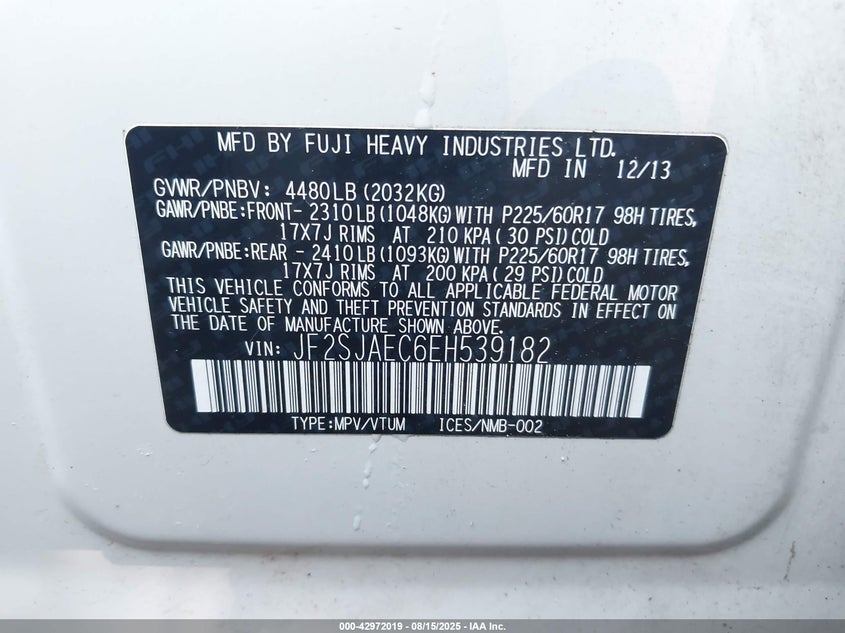 MFD BY FUJI HEAVY INDUSTRIES LTD.
MFD IN 12/13
GVWR/PNBV: 4480LB (2032KG)
GAWR/PNBE:FRONT- 2310LB(1048KG)WITH P225/60R17 98H TIRES,
17X7J RIMS AT 210 KPA( 30 PSI)COLD
GAWR/PNBE:REAR - 2410LB(1093KG)WITH P225/60R17 98H TIRES,
17X7J RIMS AT 200 KPA( 29 PSI)COLD
THIS VEHICLE CONFORMS TO ALL APPLICABLE FEDERAL MOTOR
VEHICLE SAFETY AND THEFT PREVENTION STANDARDS IN EFFECT ON
THE DATE OF MANUFACTURE SHOWN ABOVE.
VIN: JF2SJAEC6EH539182
TYPE:MPV/VTUM ICES/NMB-002
000-42972019 - 08/15/2025 - IAA Inc.